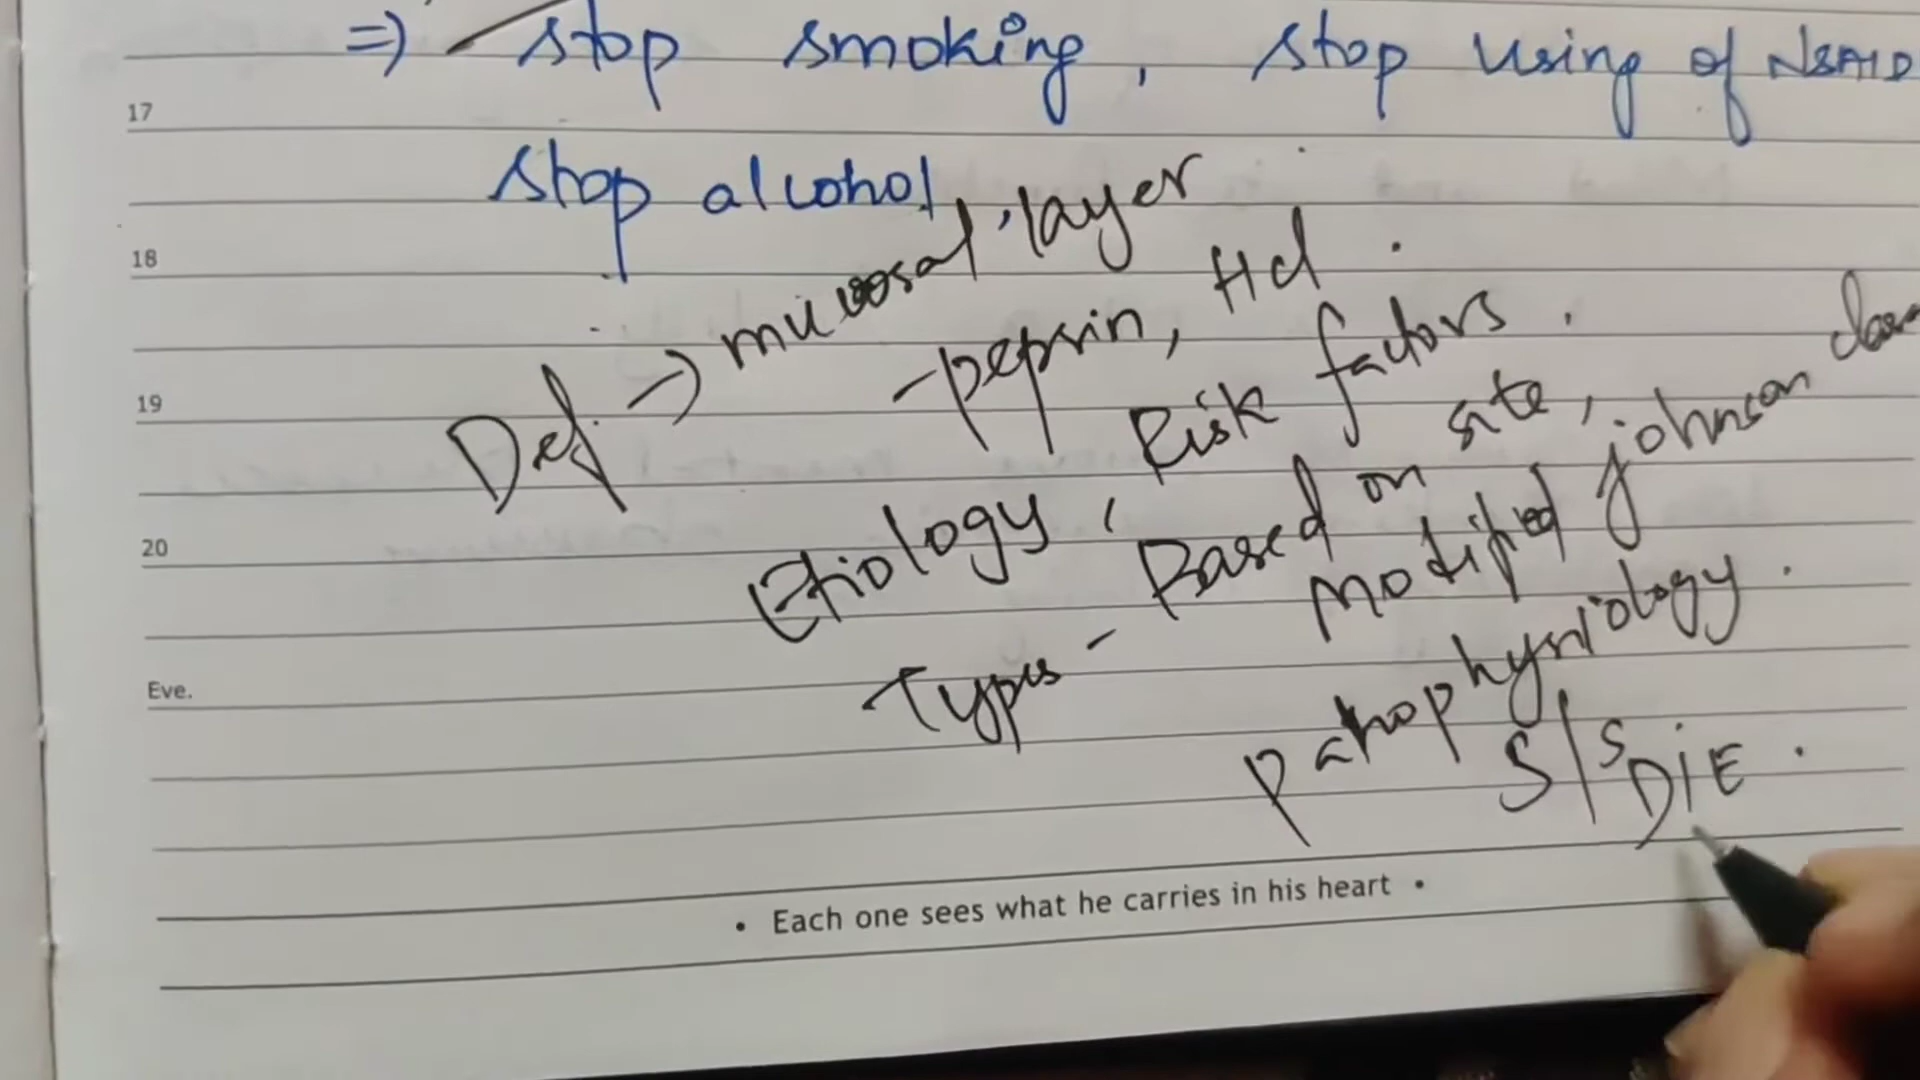 => stop smoking, stop using of NSAID
17
stop alcohol
18
Def -> mucosal layer
- pepsin, Hcl.
19
Etiology, Risk factors.
20
Types - Based on site,
modified johnson
Eve.
pathophysiology.
S/S DIE.
• Each one sees what he carries in his heart •